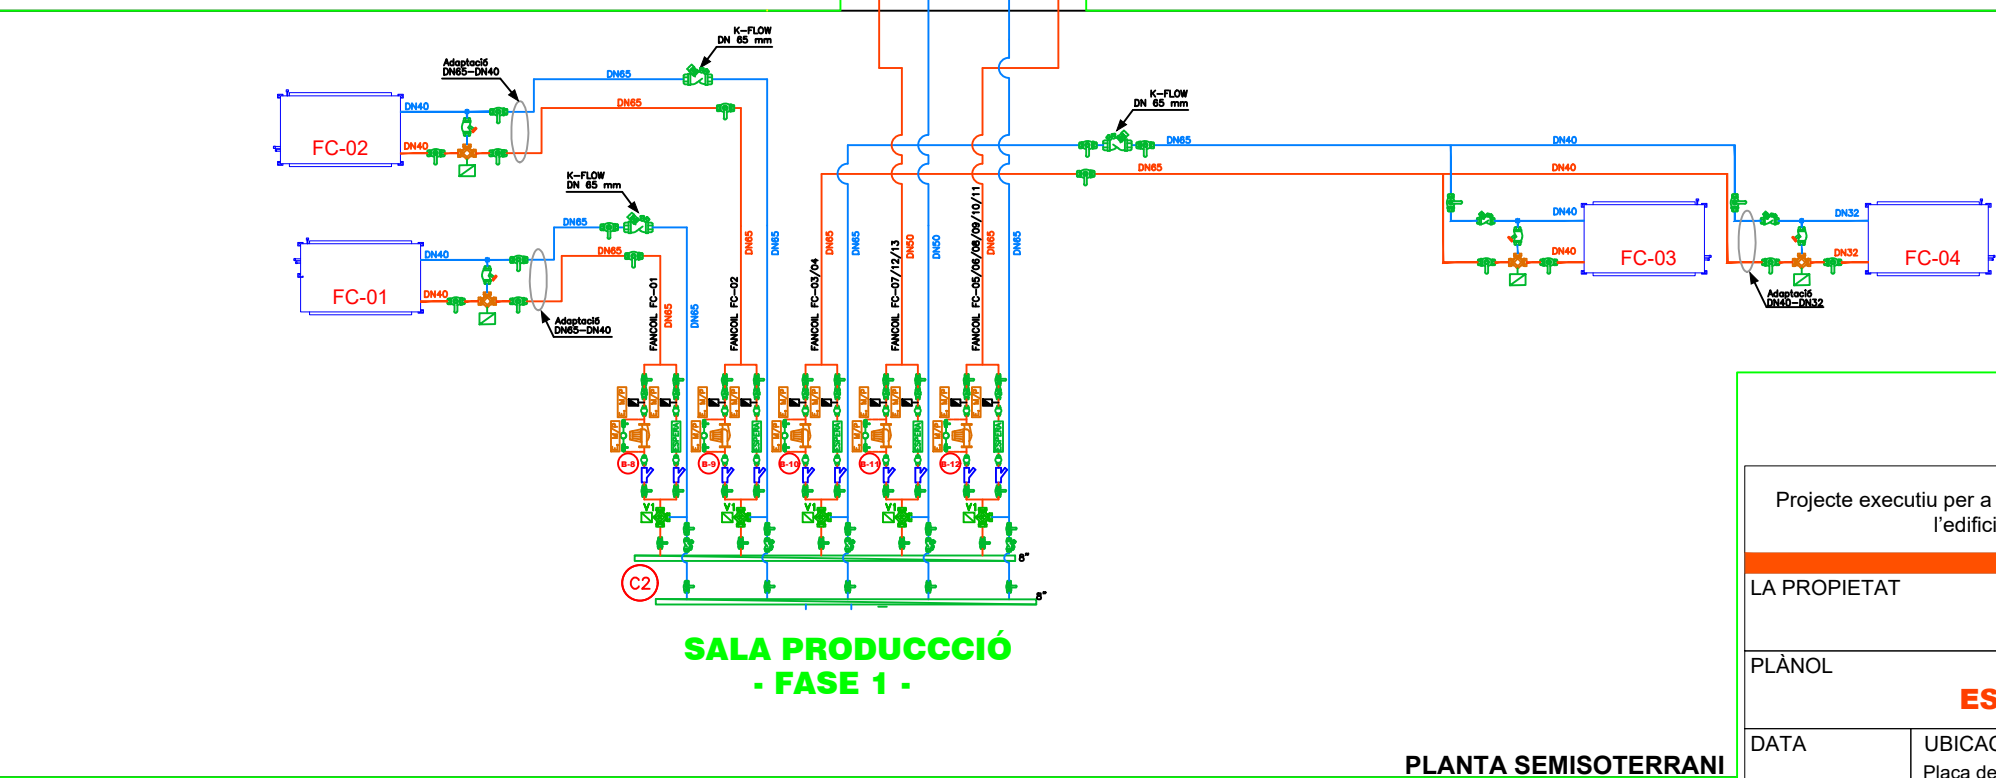 K-FLOW
DN 65 mm
Adaptació
DN65-DN40
DN65
DN40
DN65
FC-02
DN40
K-FLOW
DN 65 mm
DN65
DN40
DN65
FC-01
DN40
Adaptació
DN65-DN40
K-FLOW
DN 65 mm
DN65
DN40
DN65
DN40
DN40
DN40
FC-03
DN32
DN32
FC-04
Adaptació
DN40-DN32
FANCOIL FC-01
DN65
DN65
FANCOIL FC-02
DN65
DN65
FANCOIL FC-03/04
DN65
DN65
FANCOIL FC-07/12/13
DN50
DN50
FANCOIL FC-05/06/08/09/10/11
DN65
DN65
E. M/P
E. M/P
E. M/P
E. M/P
E. M/P
E. M/P
E. M/P
E. M/P
E. M/P
E. M/P
E. M/P
ESPERA
E. M/P
ESPERA
E. M/P
ESPERA
E. M/P
ESPERA
E. M/P
ESPERA
B-8
B-9
B-10
B-11
B-12
V1
V1
V1
V1
V1
8"
C2
8"
SALA PRODUCCCIÓ
- FASE 1 -
PLANTA SEMISOTERRANI
Projecte executiu per a
l'edifici
LA PROPIETAT
PLÀNOL
ES
DATA
UBICAC
Plaça de